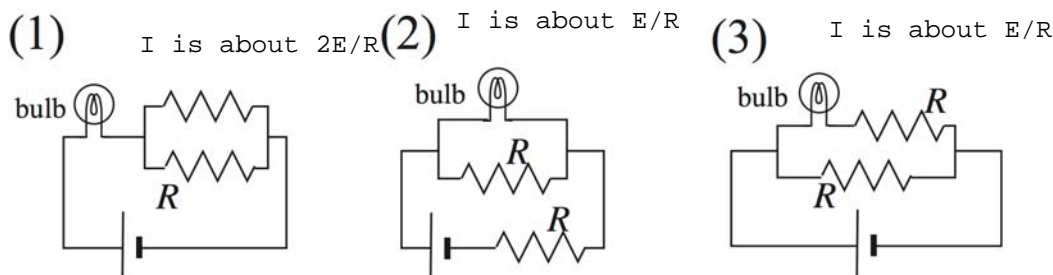 (1) I is about 2E/R
bulb
R
(2) I is about E/R
bulb
R
R
(3) I is about E/R
bulb
R
R